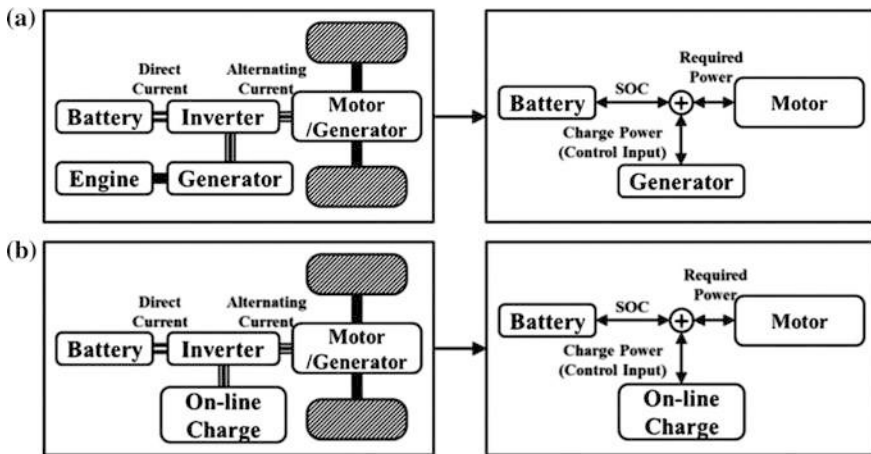 (a)
Direct
Current
Alternating
Current
Battery
Inverter
Motor
/Generator
Engine
Generator
Required
Power
Battery
SOC
Motor
Charge Power
(Control Input)
Generator
(b)
Direct
Current
Alternating
Current
Battery
Inverter
Motor
/Generator
On-line
Charge
Required
Power
Battery
SOC
Motor
Charge Power
(Control Input)
On-line
Charge